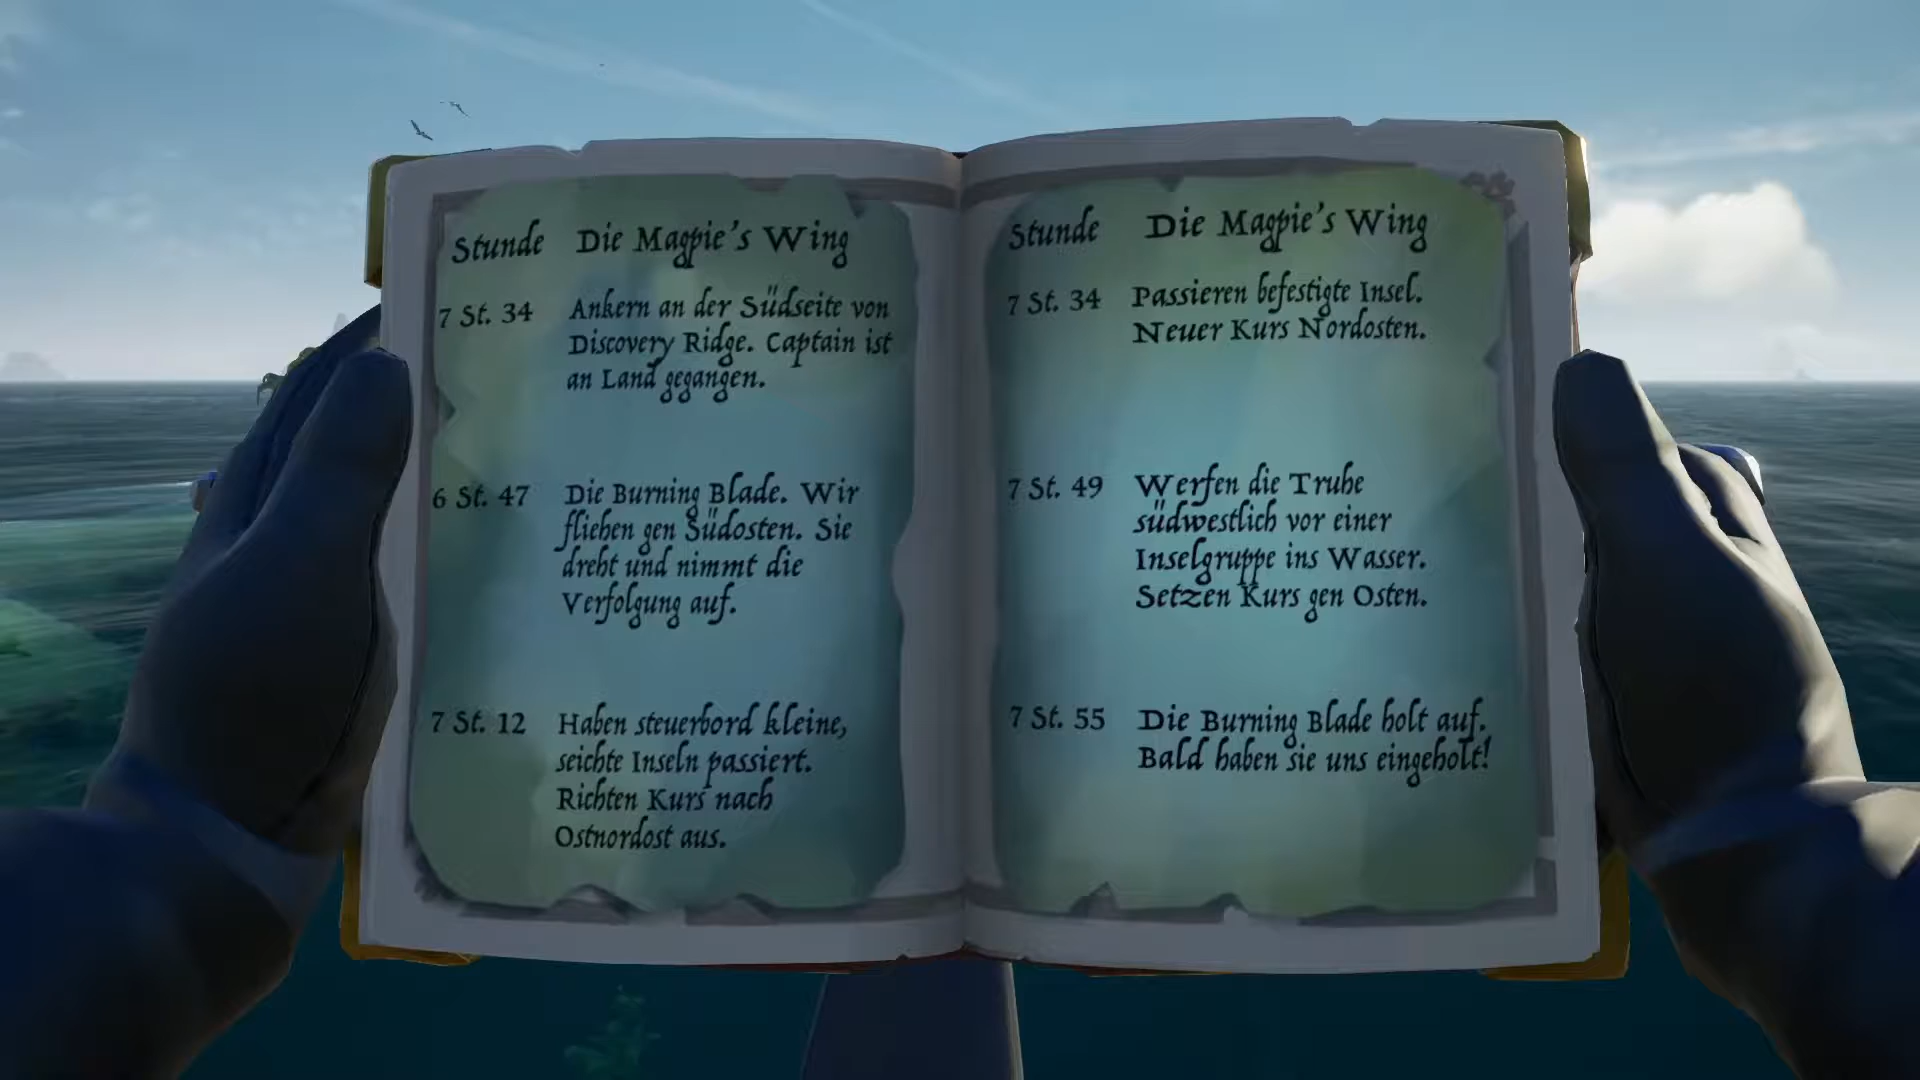 Stunde Die Magpie's Wing
7 St. 34 Ankern an der Südseite von
Discovery Ridge. Captain ist
an Land gegangen.
6 St. 47 Die Burning Blade. Wir
fliehen gen Südosten. Sie
dreht und nimmt die
Verfolgung auf.
7 St. 12 Haben steuerbord kleine,
seichte Inseln passiert.
Richten Kurs nach
Ostnordost aus.
Stunde Die Magpie's Wing
7 St. 34 Passieren befestigte Insel.
Neuer Kurs Nordosten.
7 St. 49 Werfen die Truhe
südwestlich vor einer
Inselgruppe ins Wasser.
Setzen Kurs gen Osten.
7 St. 55 Die Burning Blade holt auf.
Bald haben sie uns eingeholt!